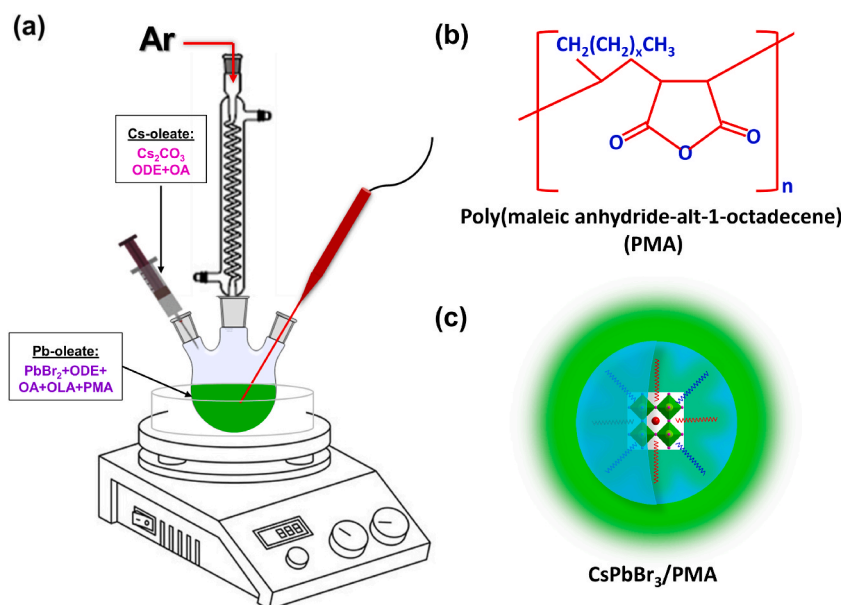 (a)
Ar
Cs-oleate:
Cs₂CO₃
ODE+OA
Pb-oleate:
PbBr₂+ODE+
OA+OLA+PMA
888
(b)
CH₂(CH₂)ₓCH₃
O
O
O
n
Poly(maleic anhydride-alt-1-octadecene)
(PMA)
(c)
CsPbBr₃/PMA